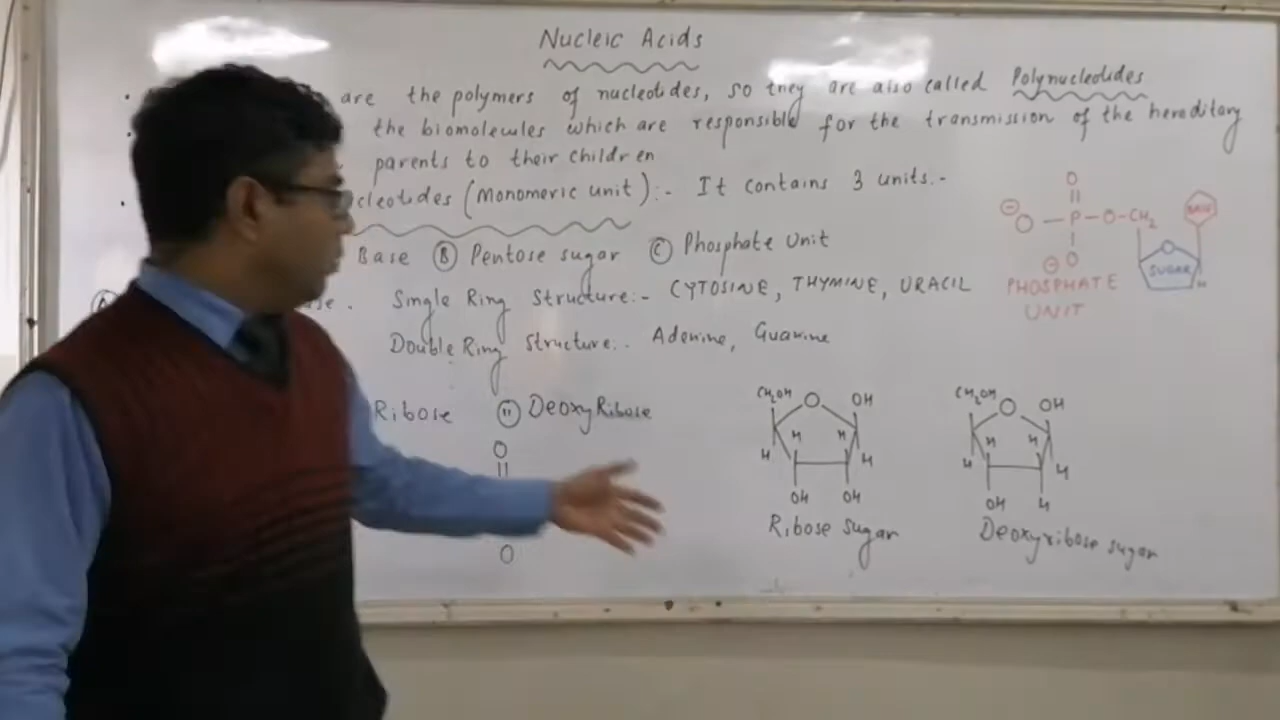 Nucleic Acids
are the polymers of nucleotides, so they are also called Polynucleotides
the biomolecules which are responsible for the transmission of the hereditary
parents to their children
cleotides (Monomeric unit):- It contains 3 units.-
Base Ⓑ Pentose sugar Ⓒ Phosphate Unit
Single Ring Structure:- CYTOSINE, THYMINE, URACIL
Double Ring Structure:- Adenine, Guanine
Ribose (ii) DeoxyRibose
O
||
O
O
||
⊖O — P — O — CH2 BASE
|
⊖O SUGAR H
PHOSPHATE
UNIT
CH2OH O OH
H H H H
OH OH
Ribose sugar
CH2OH O OH
H H H H
OH H
Deoxyribose sugar